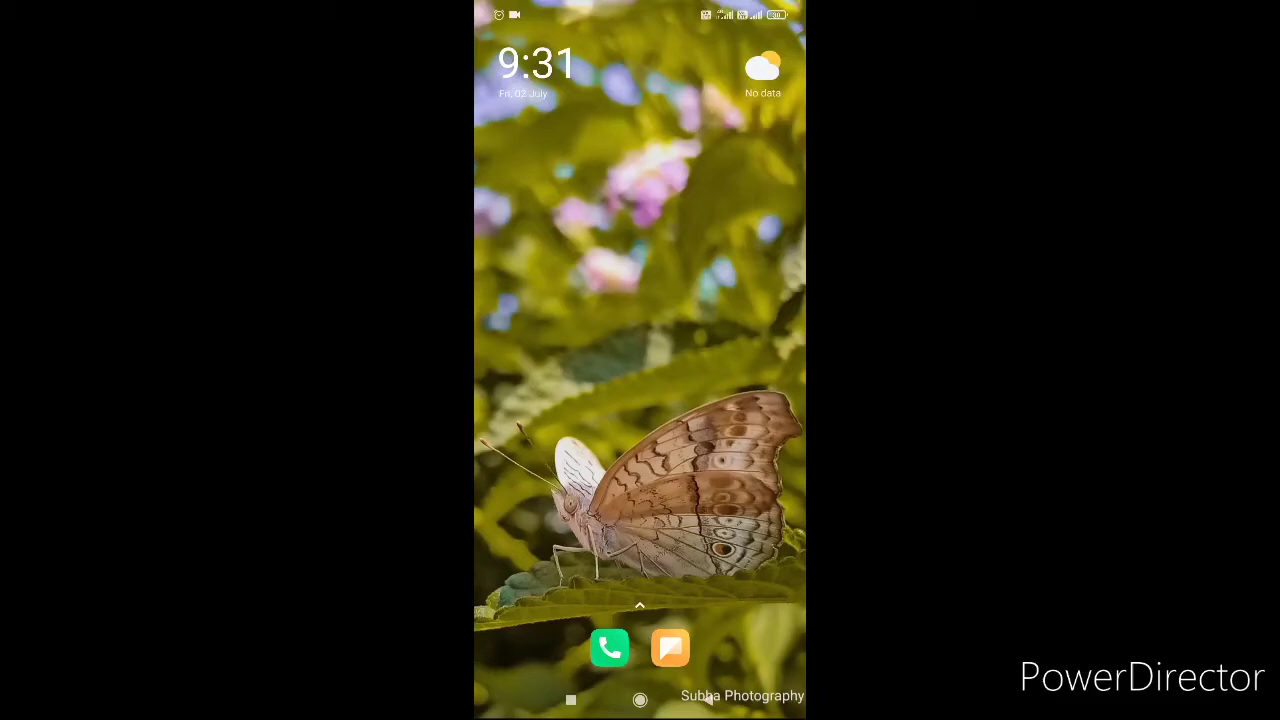 9:31
Fri, 02 July
No data
Subha Photography
PowerDirector